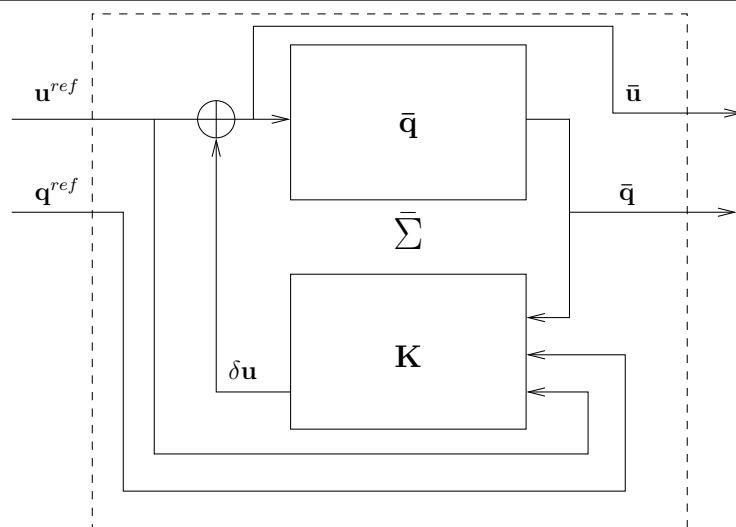 u^{ref}
ū
q̄
q^{ref}
q̄
Σ̄
K
δu